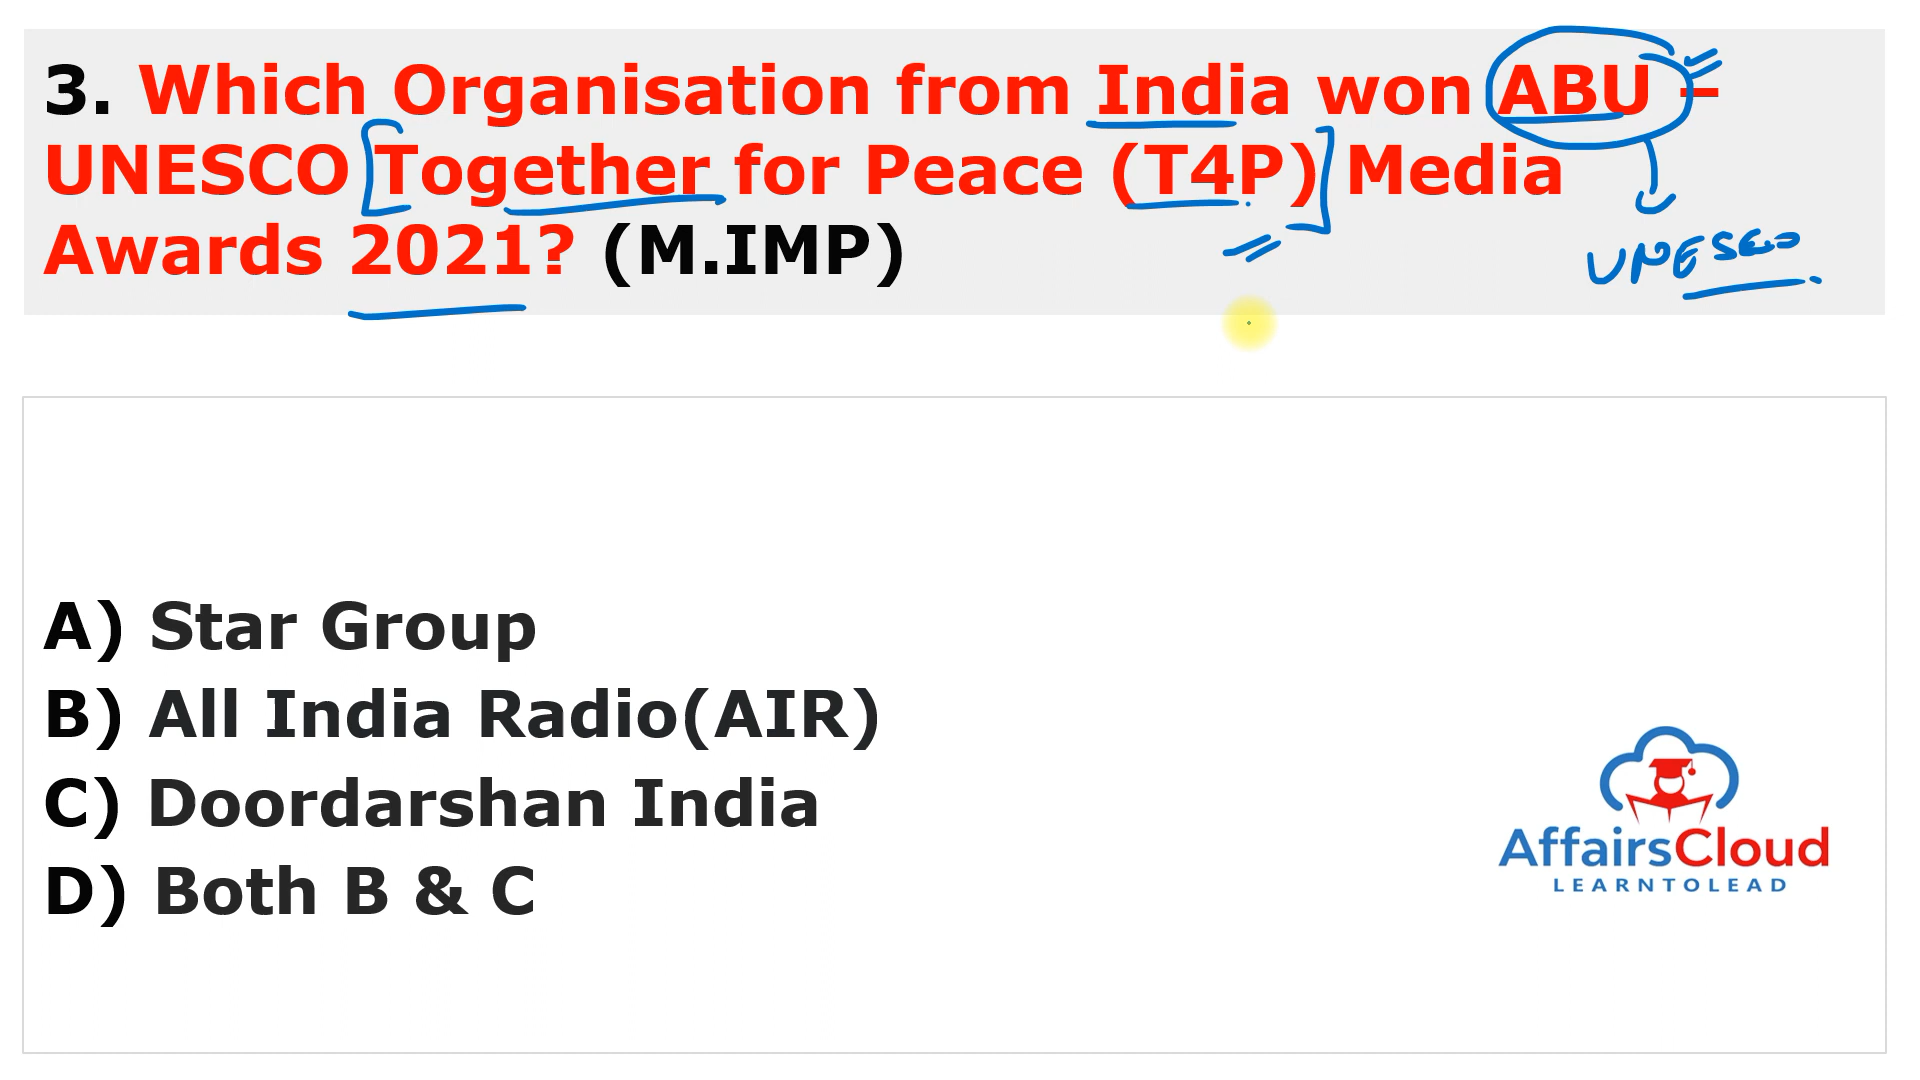 3. Which Organisation from India won ABU –
UNESCO Together for Peace (T4P) Media
Awards 2021? (M.IMP)
UNESCO
A) Star Group
B) All India Radio(AIR)
C) Doordarshan India
D) Both B & C
AffairsCloud
LEARNTOLEAD